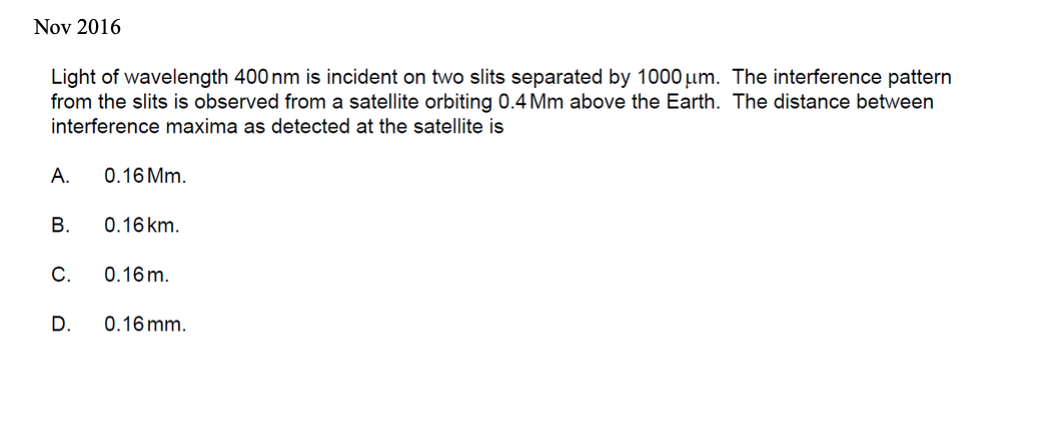 Nov 2016
Light of wavelength 400 nm is incident on two slits separated by 1000 μm. The interference pattern
from the slits is observed from a satellite orbiting 0.4 Mm above the Earth. The distance between
interference maxima as detected at the satellite is
A. 0.16 Mm.
B. 0.16 km.
C. 0.16 m.
D. 0.16 mm.